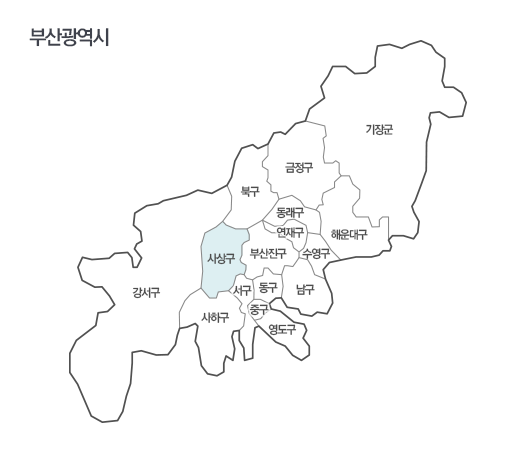 부산광역시
기장군
금정구
북구
동래구
연재구
해운대구
부산진구
수영구
사상구
강서구
서구
동구
남구
중구
사하구
영도구